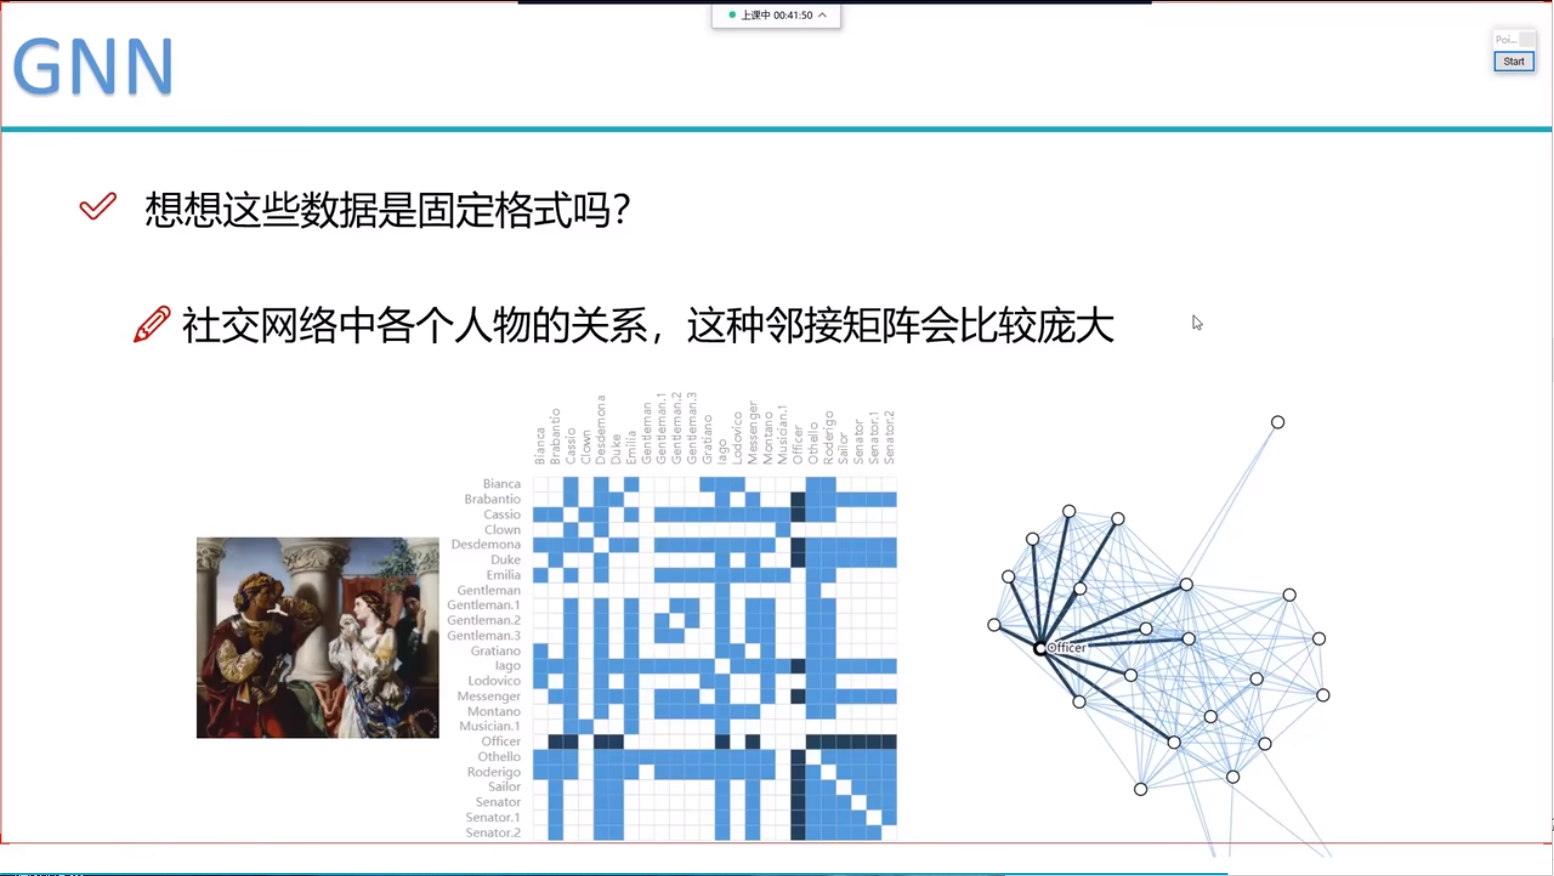 上课中 00:41:50
GNN
Poi...
Start
想想这些数据是固定格式吗?
社交网络中各个人物的关系，这种邻接矩阵会比较庞大
Bianca
Brabantio
Cassio
Clown
Desdemona
Duke
Emilia
Gentleman
Gentleman.1
Gentleman.2
Gentleman.3
Gratiano
Iago
Lodovico
Messenger
Montano
Musician.1
Officer
Othello
Roderigo
Sailor
Senator
Senator.1
Senator.2
Bianca
Brabantio
Cassio
Clown
Desdemona
Duke
Emilia
Gentleman
Gentleman.1
Gentleman.2
Gentleman.3
Gratiano
Iago
Lodovico
Messenger
Montano
Musician.1
Officer
Othello
Roderigo
Sailor
Senator
Senator.1
Senator.2
Officer